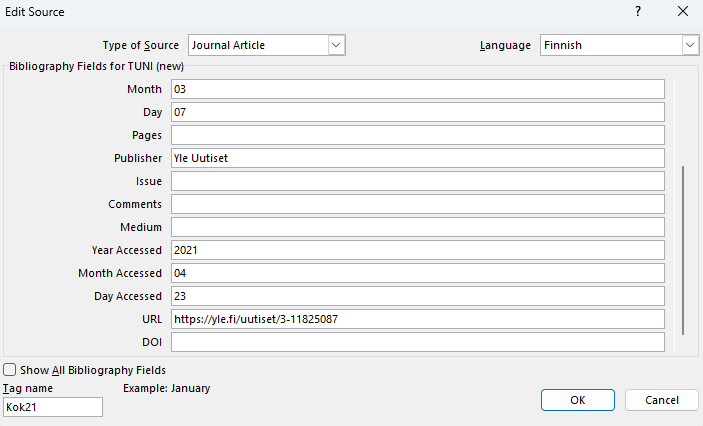 Edit Source
Type of Source Journal Article Language Finnish
Bibliography Fields for TUNI (new)
Month 03
Day 07
Pages
Publisher Yle Uutiset
Issue
Comments
Medium
Year Accessed 2021
Month Accessed 04
Day Accessed 23
URL https://yle.fi/uutiset/3-11825087
DOI
Show All Bibliography Fields
Tag name Example: January
Kok21
OK Cancel